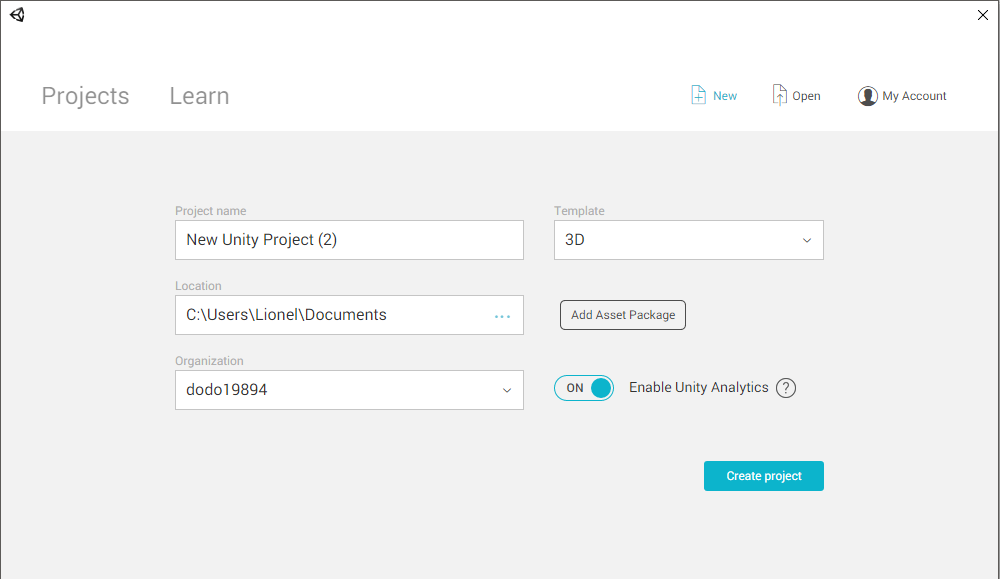 Projects Learn New Open My Account
Project name Template
New Unity Project (2) 3D
Location
C:\Users\Lionel\Documents ... Add Asset Package
Organization
dodo19894 ON Enable Unity Analytics ?
Create project